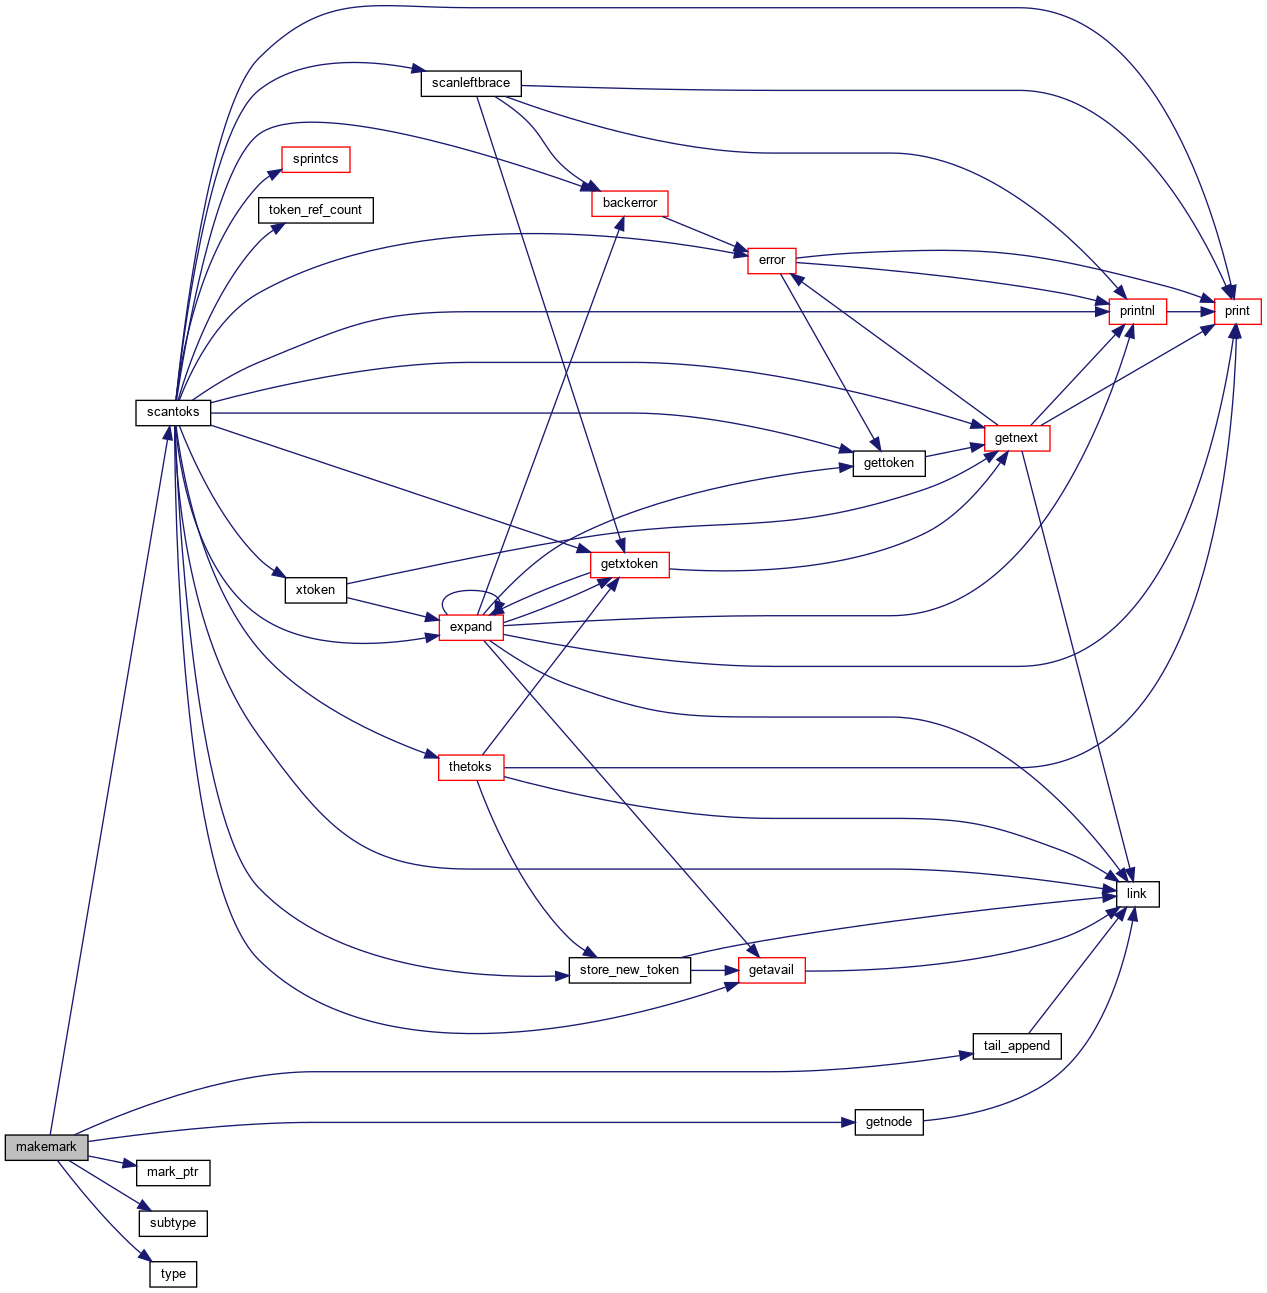 scanleftbrace
sprintcs
backerror
token_ref_count
error
printnl
print
scantoks
getnext
gettoken
getxtoken
xtoken
expand
thetoks
link
store_new_token
getavail
tail_append
getnode
makemark
mark_ptr
subtype
type